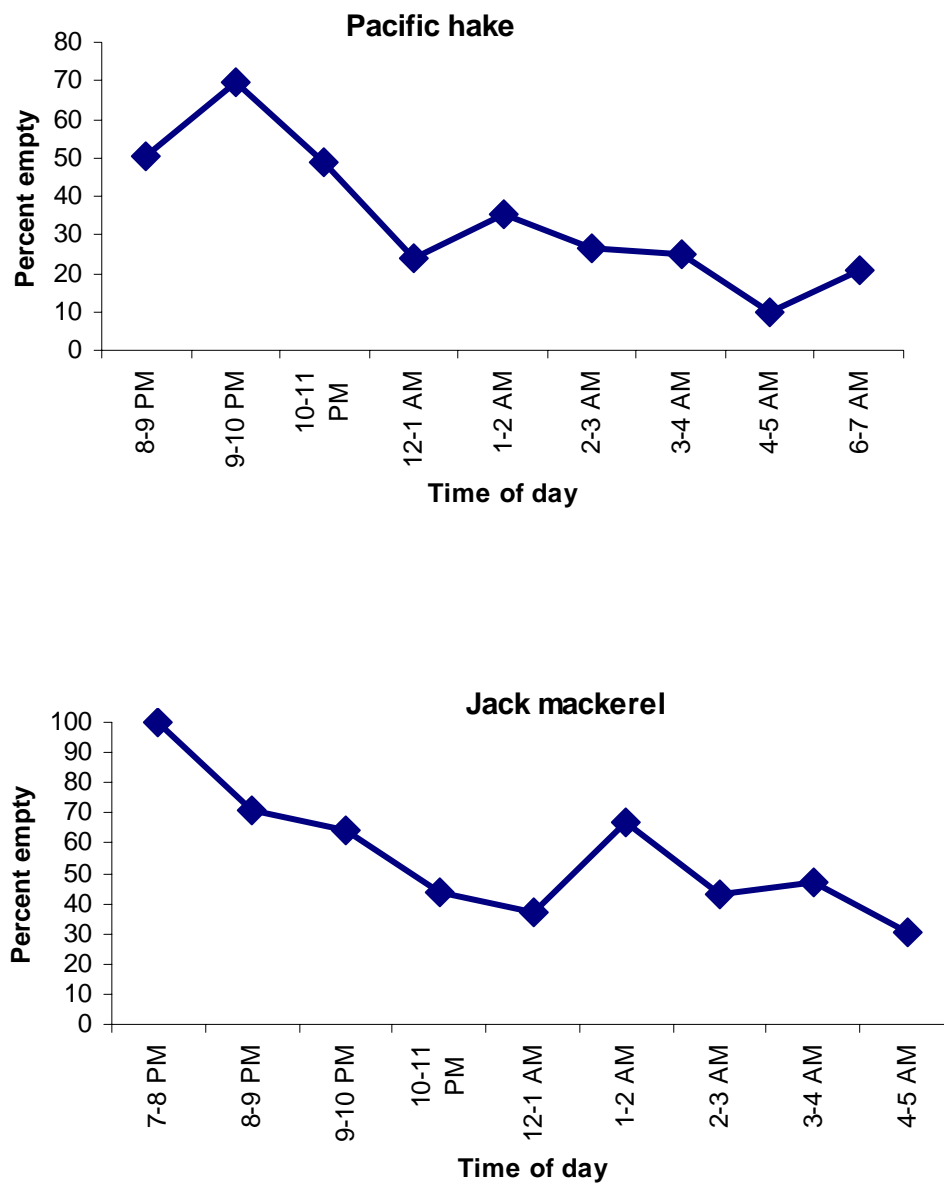 Pacific hake
80
70
60
50
40
30
20
10
0
Percent empty
8-9 PM
9-10 PM
10-11
PM
12-1 AM
1-2 AM
2-3 AM
3-4 AM
4-5 AM
6-7 AM
Time of day
Jack mackerel
100
90
80
70
60
50
40
30
20
10
0
Percent empty
7-8 PM
8-9 PM
9-10 PM
10-11
PM
12-1 AM
1-2 AM
2-3 AM
3-4 AM
4-5 AM
Time of day